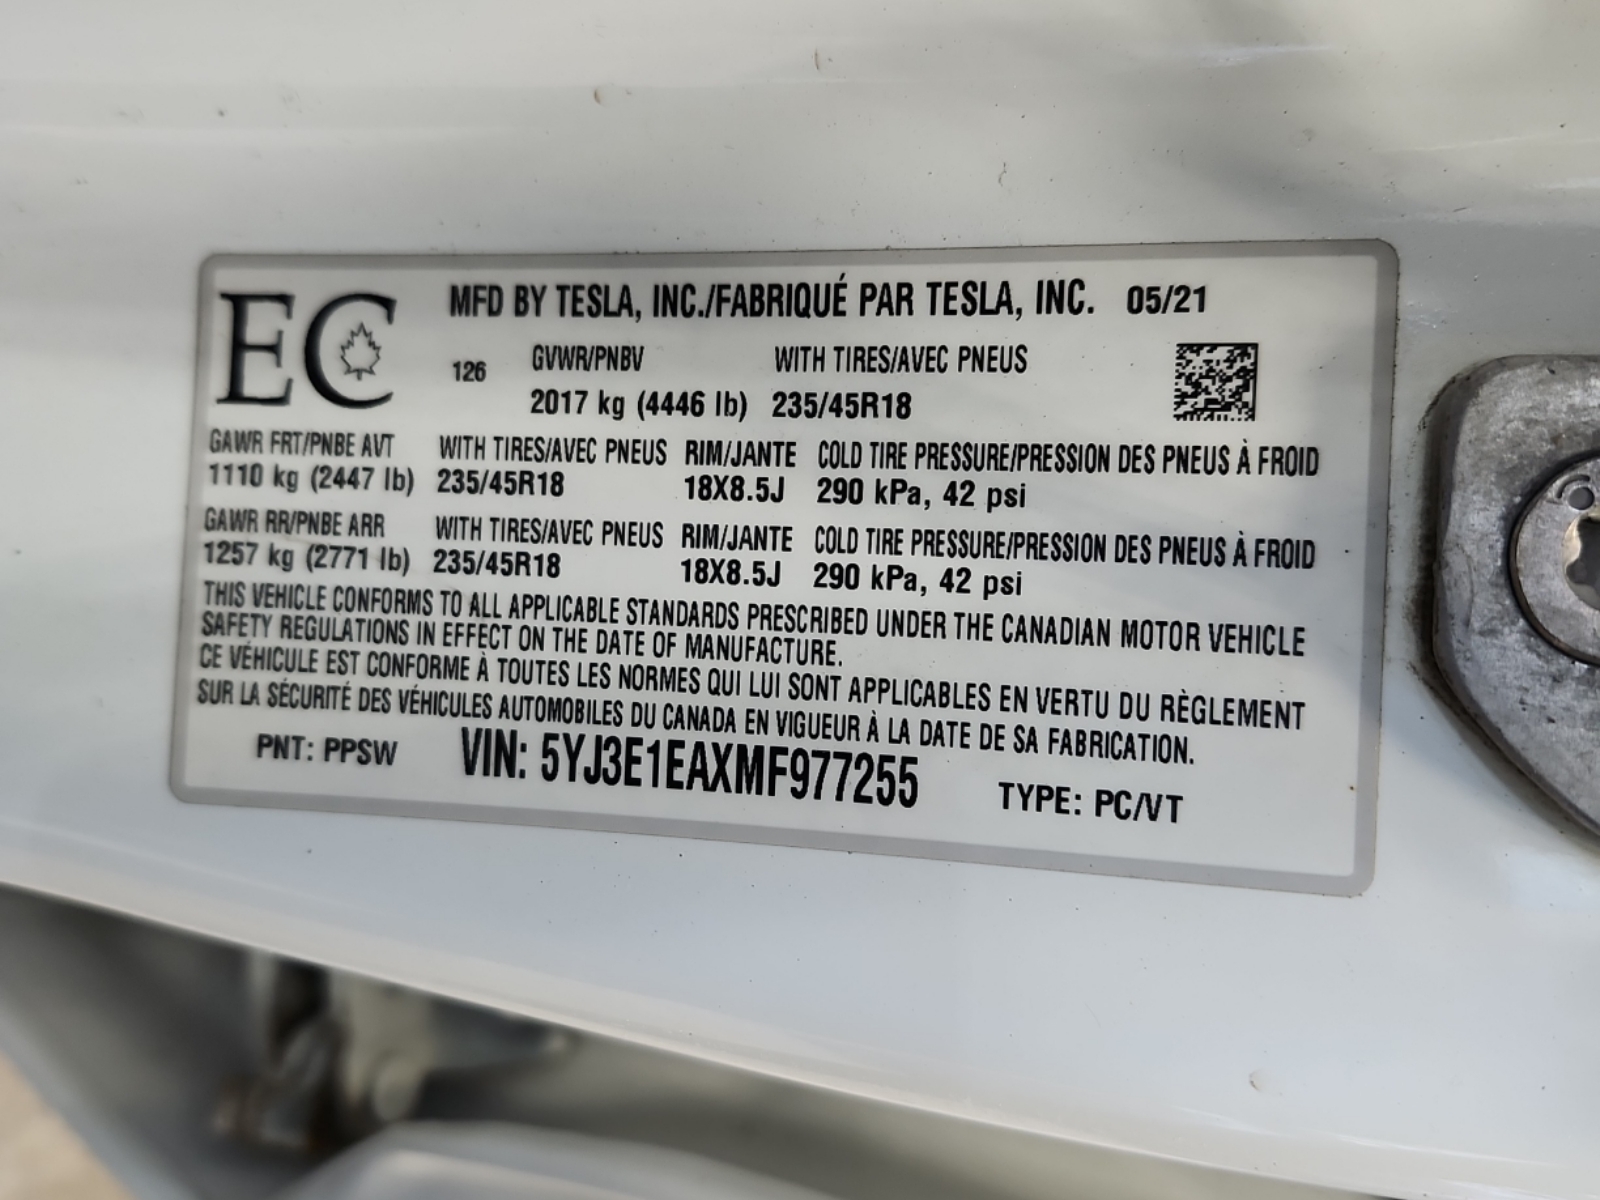 EC MFD BY TESLA, INC./FABRIQUÉ PAR TESLA, INC. 05/21
126 GVWR/PNBV WITH TIRES/AVEC PNEUS
2017 kg (4446 lb) 235/45R18
GAWR FRT/PNBE AVT WITH TIRES/AVEC PNEUS RIM/JANTE COLD TIRE PRESSURE/PRESSION DES PNEUS À FROID
1110 kg (2447 lb) 235/45R18 18X8.5J 290 kPa, 42 psi
GAWR RR/PNBE ARR WITH TIRES/AVEC PNEUS RIM/JANTE COLD TIRE PRESSURE/PRESSION DES PNEUS À FROID
1257 kg (2771 lb) 235/45R18 18X8.5J 290 kPa, 42 psi
THIS VEHICLE CONFORMS TO ALL APPLICABLE STANDARDS PRESCRIBED UNDER THE CANADIAN MOTOR VEHICLE
SAFETY REGULATIONS IN EFFECT ON THE DATE OF MANUFACTURE.
CE VÉHICULE EST CONFORME À TOUTES LES NORMES QUI LUI SONT APPLICABLES EN VERTU DU RÈGLEMENT
SUR LA SÉCURITÉ DES VÉHICULES AUTOMOBILES DU CANADA EN VIGUEUR À LA DATE DE SA FABRICATION.
PNT: PPSW VIN: 5YJ3E1EAXMF977255 TYPE: PC/VT